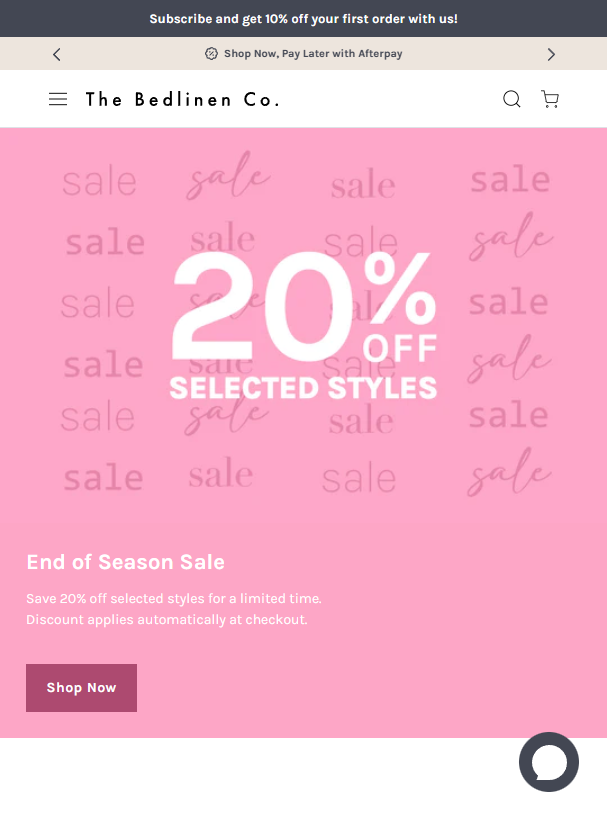 Subscribe and get 10% off your first order with us!
Shop Now, Pay Later with Afterpay
The Bedlinen Co.
sale sale sale sale
sale sale sale sale
20%
sale sale sale sale
OFF
sale sale sale sale
SELECTED STYLES
sale sale sale sale
sale sale sale sale
End of Season Sale
Save 20% off selected styles for a limited time.
Discount applies automatically at checkout.
Shop Now